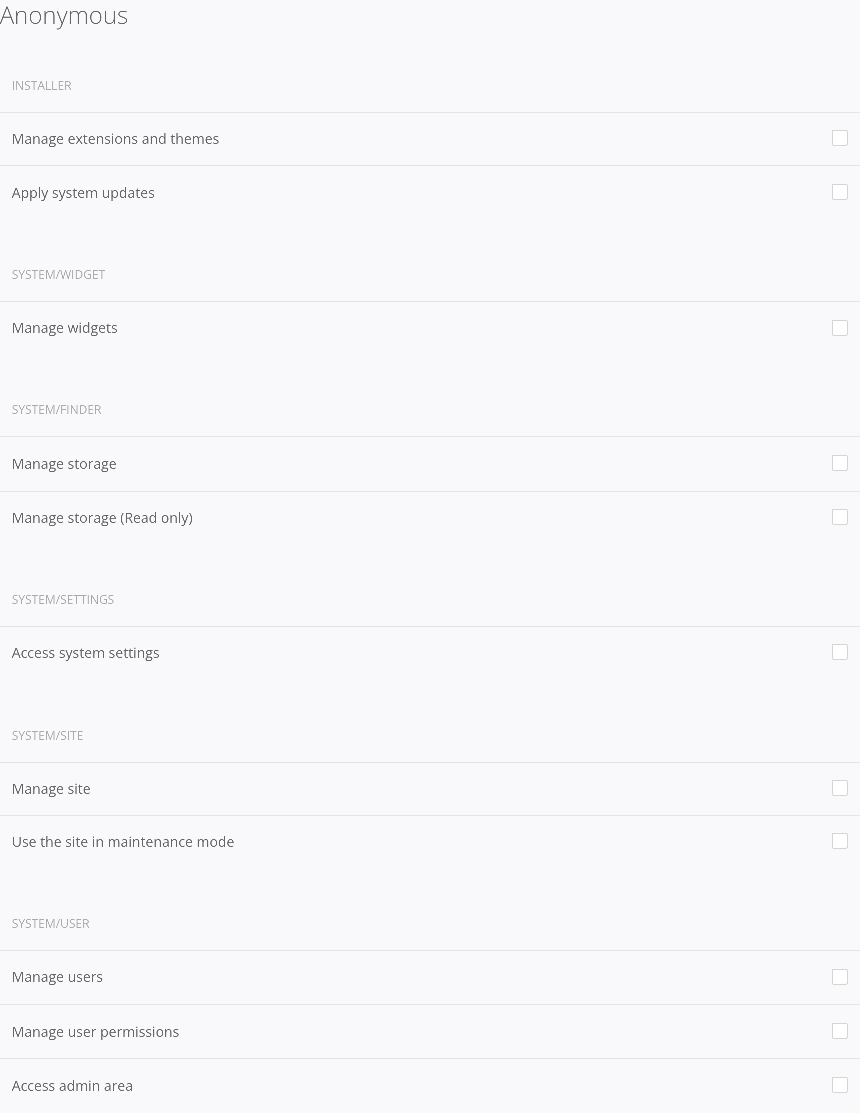 Anonymous
INSTALLER
Manage extensions and themes
Apply system updates
SYSTEM/WIDGET
Manage widgets
SYSTEM/FINDER
Manage storage
Manage storage (Read only)
SYSTEM/SETTINGS
Access system settings
SYSTEM/SITE
Manage site
Use the site in maintenance mode
SYSTEM/USER
Manage users
Manage user permissions
Access admin area